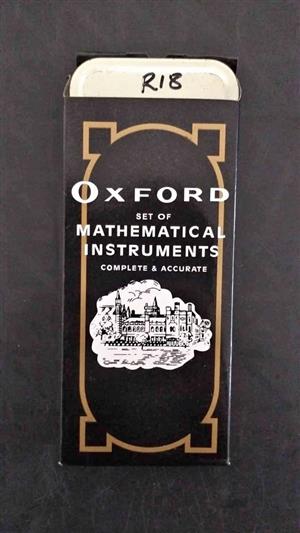 R18
OXFORD
SET OF
MATHEMATICAL
INSTRUMENTS
COMPLETE & ACCURATE